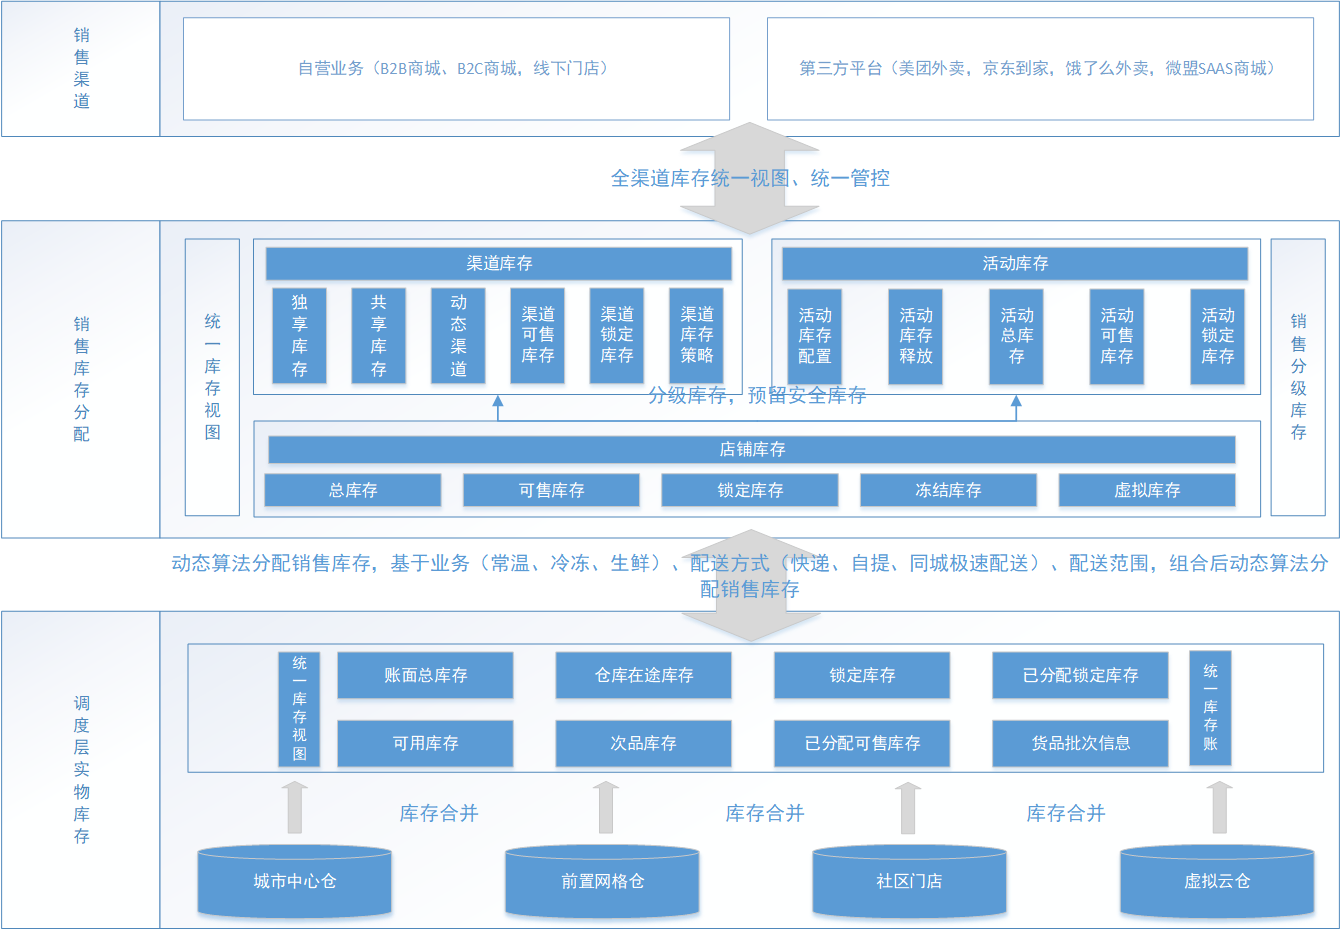 销售渠道
自营业务（B2B商城、B2C商城，线下门店）
第三方平台（美团外卖，京东到家，饿了么外卖，微盟SAAS商城）
全渠道库存统一视图、统一管控
销售库存分配
统一库存视图
渠道库存
独享库存
共享库存
动态渠道
渠道
可售
库存
渠道
锁定
库存
渠道
库存
策略
活动库存
活动
库存
配置
活动
库存
释放
活动
总库
存
活动
可售
库存
活动
锁定
库存
销售分级库存
分级库存，预留安全库存
店铺库存
总库存
可售库存
锁定库存
冻结库存
虚拟库存
动态算法分配销售库存，基于业务（常温、冷冻、生鲜）、配送方式（快递、自提、同城极速配送）、配送范围，组合后动态算法分
配销售库存
调度层实物库存
统一库存视图
账面总库存
仓库在途库存
锁定库存
已分配锁定库存
可用库存
次品库存
已分配可售库存
货品批次信息
统一库存账
库存合并
库存合并
库存合并
城市中心仓
前置网格仓
社区门店
虚拟云仓